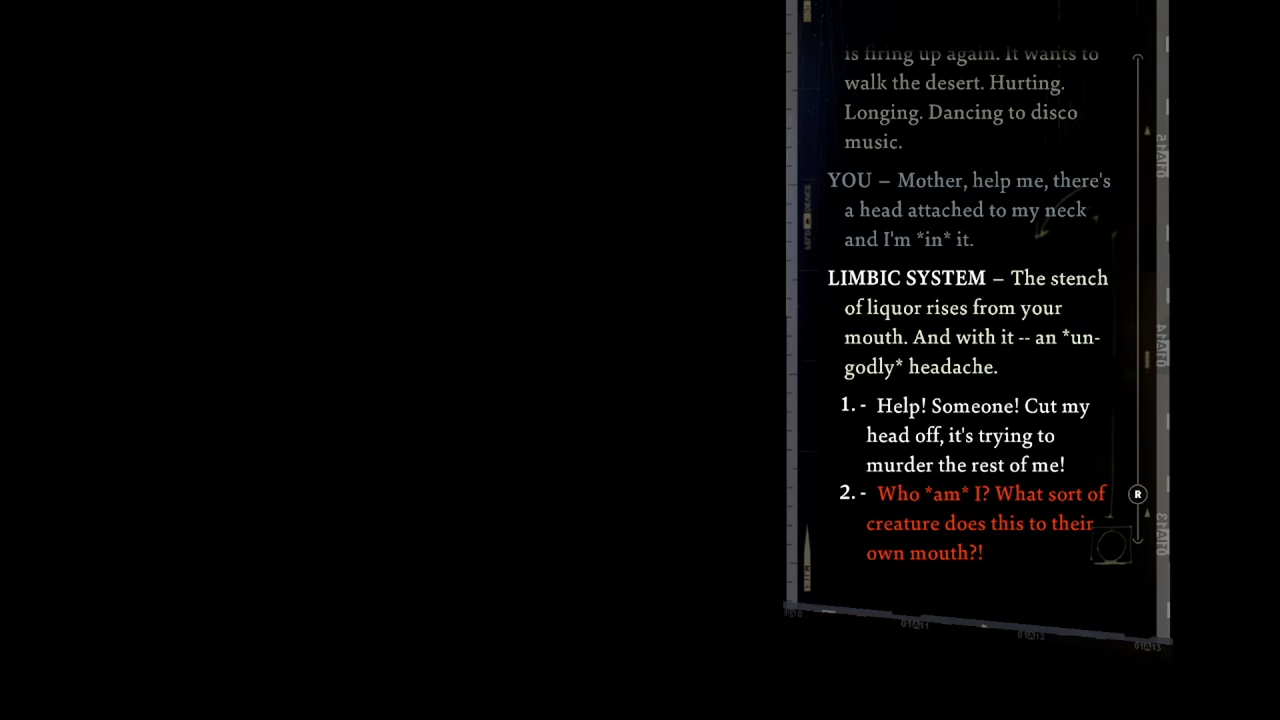 is firing up again. It wants to
walk the desert. Hurting.
Longing. Dancing to disco
music.
YOU – Mother, help me, there's
a head attached to my neck
and I'm *in* it.
LIMBIC SYSTEM – The stench
of liquor rises from your
mouth. And with it -- an *un-
godly* headache.
1. - Help! Someone! Cut my
head off, it's trying to
murder the rest of me!
2. - Who *am* I? What sort of
creature does this to their
own mouth?!
R